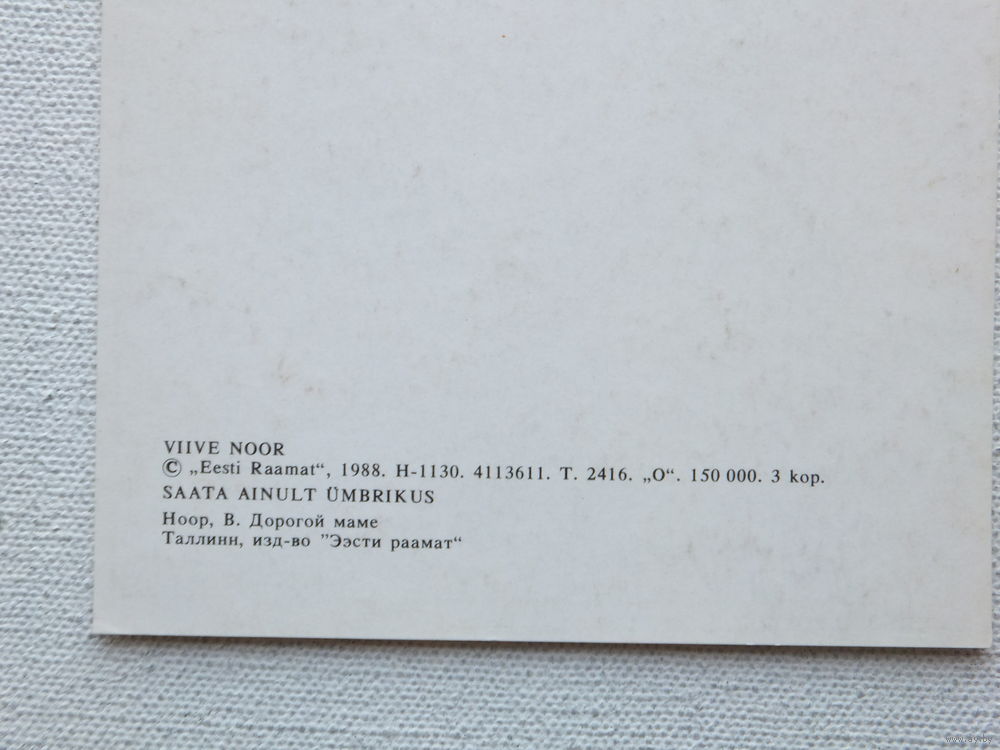 VIIVE NOOR
© „Eesti Raamat“, 1988. H-1130. 4113611. T. 2416. „O“. 150 000. 3 kop.
SAATA AINULT ÜMBRIKUS
Ноор, В. Дорогой маме
Таллинн, изд-во ”Ээсти раамат“